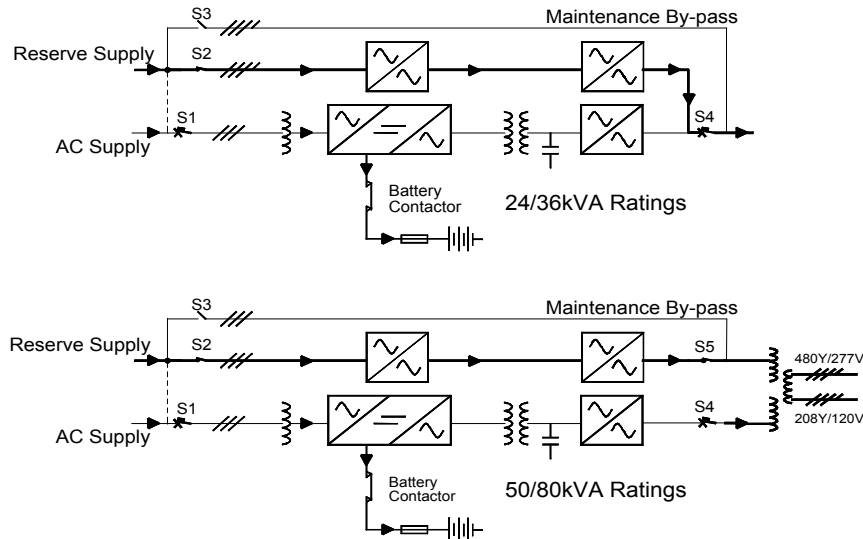 S3
Maintenance By-pass
Reserve Supply
S2
S1
S4
AC Supply
Battery
Contactor
24/36kVA Ratings
S3
Maintenance By-pass
Reserve Supply
S2
S5
480Y/277V
S1
S4
208Y/120V
AC Supply
Battery
Contactor
50/80kVA Ratings